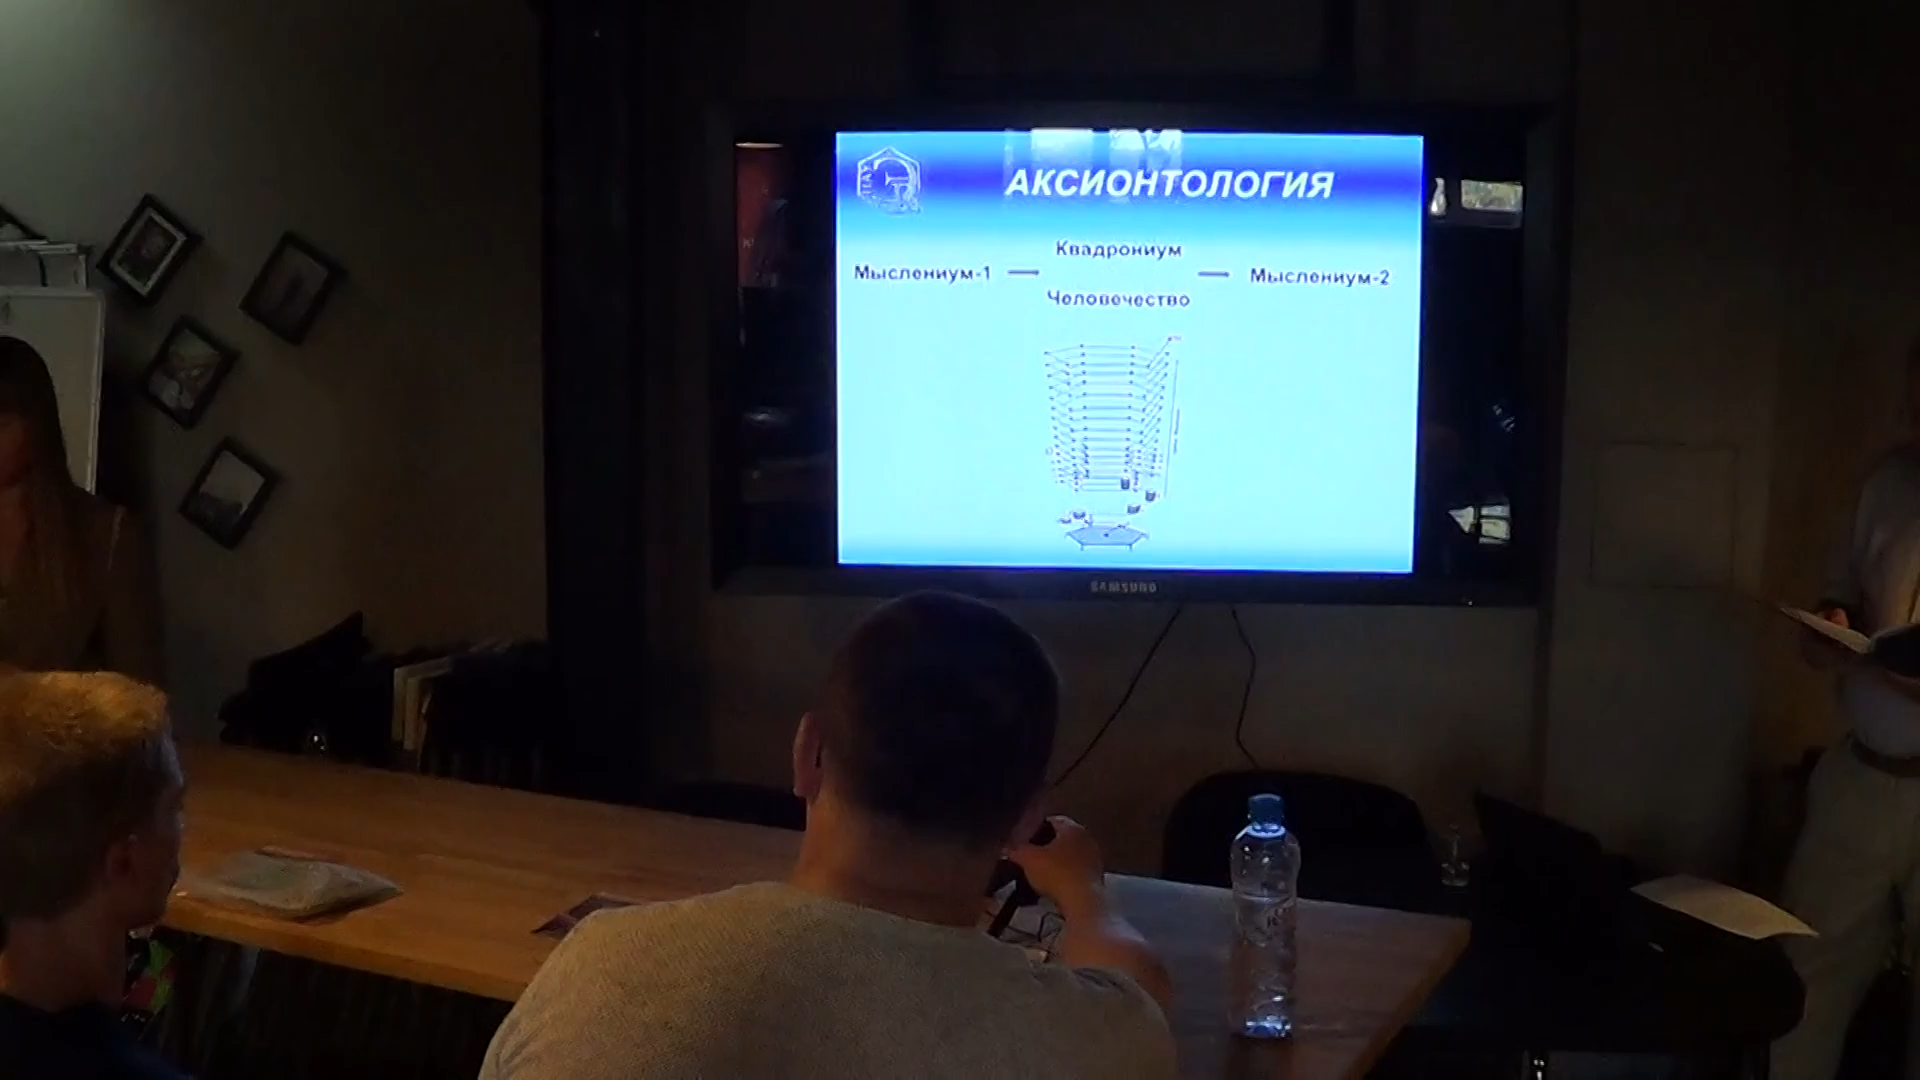 АКСИОНТОЛОГИЯ
Квадрониум
Мыслениум-1 — — Мыслениум-2
Человечество
SAMSUNG